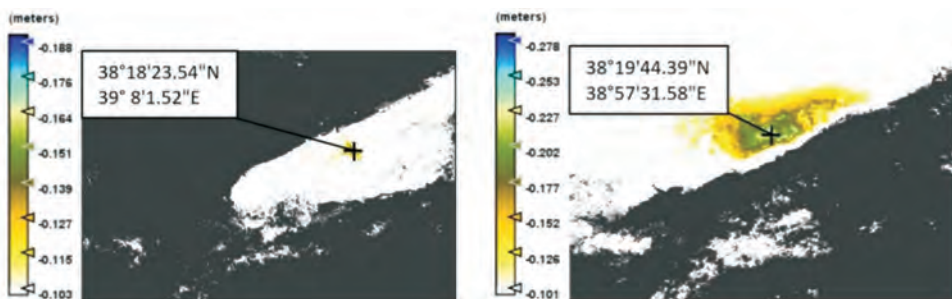 (meters)
-0.188
-0.176
-0.164
-0.151
-0.139
-0.127
-0.115
-0.103
38°18'23.54"N
39° 8'1.52"E
(meters)
-0.278
-0.253
-0.227
-0.202
-0.177
-0.152
-0.126
-0.101
38°19'44.39"N
38°57'31.58"E